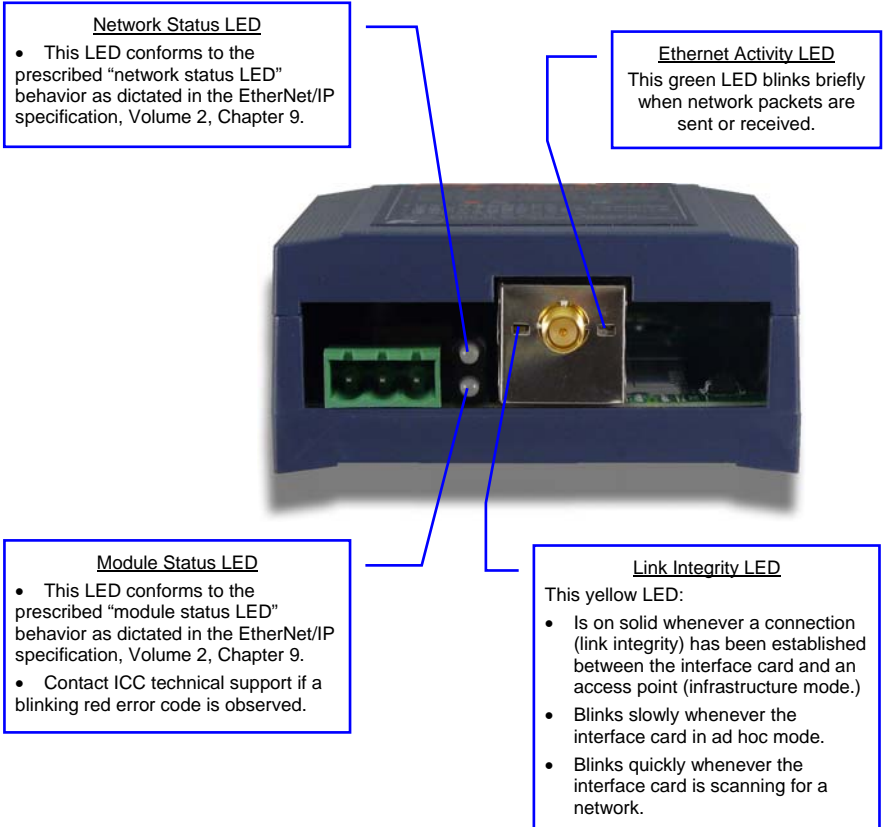 Network Status LED
• This LED conforms to the
prescribed “network status LED”
behavior as dictated in the EtherNet/IP
specification, Volume 2, Chapter 9.
Ethernet Activity LED
This green LED blinks briefly
when network packets are
sent or received.
Module Status LED
• This LED conforms to the
prescribed “module status LED”
behavior as dictated in the EtherNet/IP
specification, Volume 2, Chapter 9.
• Contact ICC technical support if a
blinking red error code is observed.
Link Integrity LED
This yellow LED:
• Is on solid whenever a connection
(link integrity) has been established
between the interface card and an
access point (infrastructure mode.)
• Blinks slowly whenever the
interface card in ad hoc mode.
• Blinks quickly whenever the
interface card is scanning for a
network.